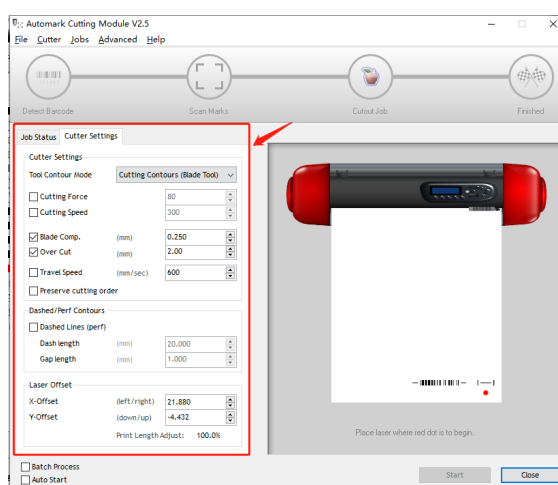 Automark Cutting Module V2.5
File Cutter Jobs Advanced Help
Detect Barcode Scan Marks Cutout Job Finished
Job Status Cutter Settings
Cutter Settings
Tool Contour Mode Cutting Contours (Blade Tool)
Cutting Force 80
Cutting Speed 300
Blade Comp. (mm) 0.250
Over Cut (mm) 2.00
Travel Speed (mm/sec) 600
Preserve cutting order
Dashed/Perf Contours
Dashed Lines (perf)
Dash length (mm) 20.000
Gap length (mm) 1.000
Laser Offset
X-Offset (left/right) 21.880
Y-Offset (down/up) -4.432
Print Length Adjust: 100.0%
Place laser where red dot is to begin..
Batch Process
Auto Start
Start Close